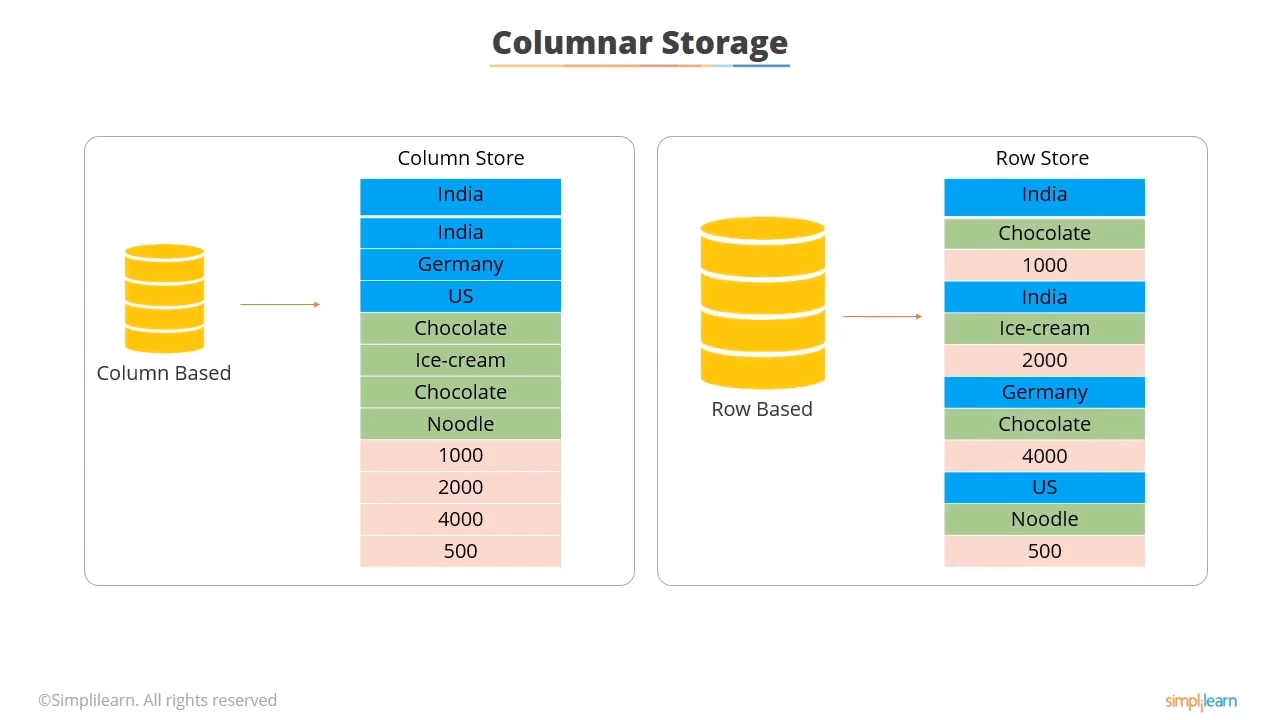 Columnar Storage
Column Store
India
India
Germany
US
Chocolate
Ice-cream
Chocolate
Noodle
1000
2000
4000
500
Column Based
Row Store
India
Chocolate
1000
India
Ice-cream
2000
Germany
Chocolate
4000
US
Noodle
500
Row Based
©Simplilearn. All rights reserved
simplilearn